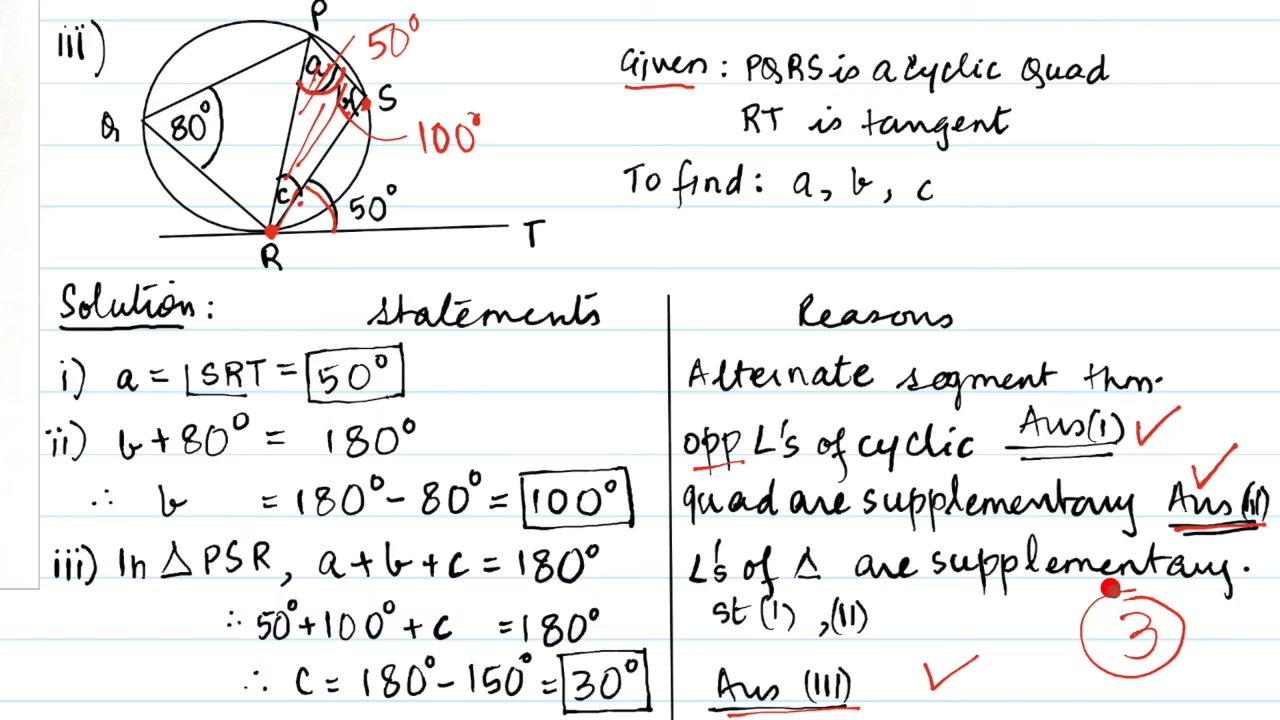 iii)
P
50°
a
b
S
Q
80°
100°
c
50°
R
T
Given: PQRS is a cyclic Quad
RT is tangent
To find: a, b, c
Solution: Statements Reasons
i) a = ∠SRT = 50° Alternate segment thm.
Ans(i)
ii) b + 80° = 180° opp ∠'s of cyclic
∴ b = 180° - 80° = 100° quad are supplementary Ans (ii)
iii) In △ PSR, a + b + c = 180° ∠'s of △ are supplementary.
∴ 50° + 100° + c = 180° st (i), (ii)
3
∴ c = 180° - 150° = 30° Ans (iii)